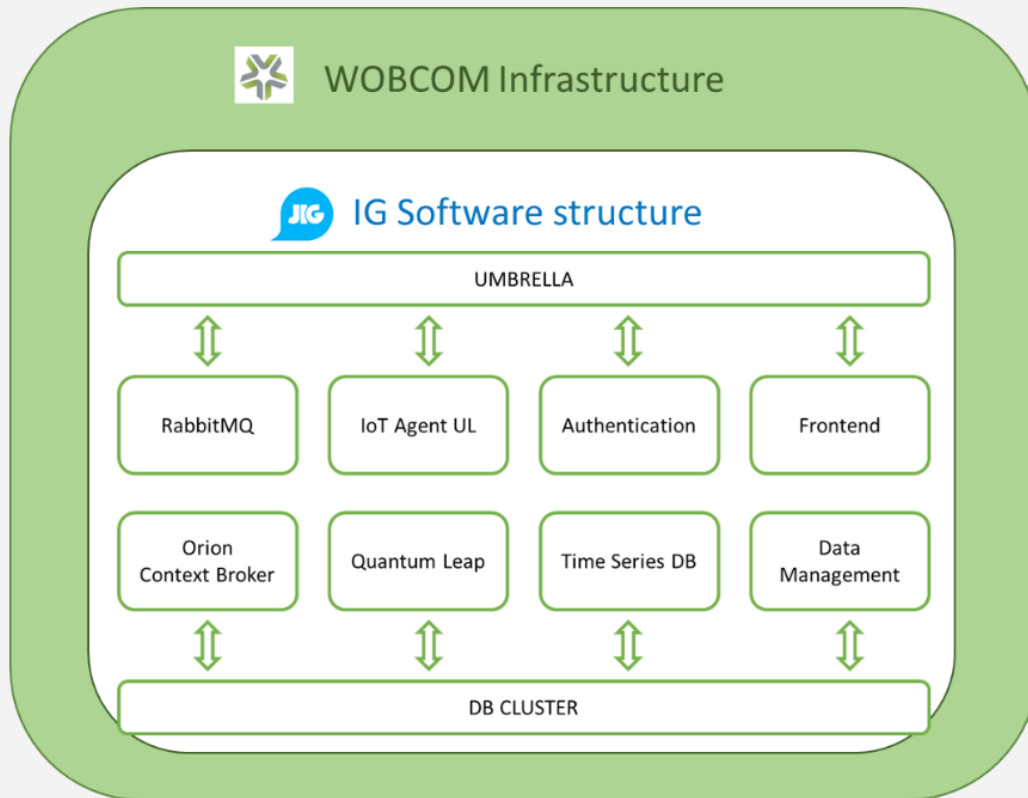 WOBCOM Infrastructure
JIG
IG Software structure
UMBRELLA
RabbitMQ
IoT Agent UL
Authentication
Frontend
Orion
Context Broker
Quantum Leap
Time Series DB
Data
Management
DB CLUSTER